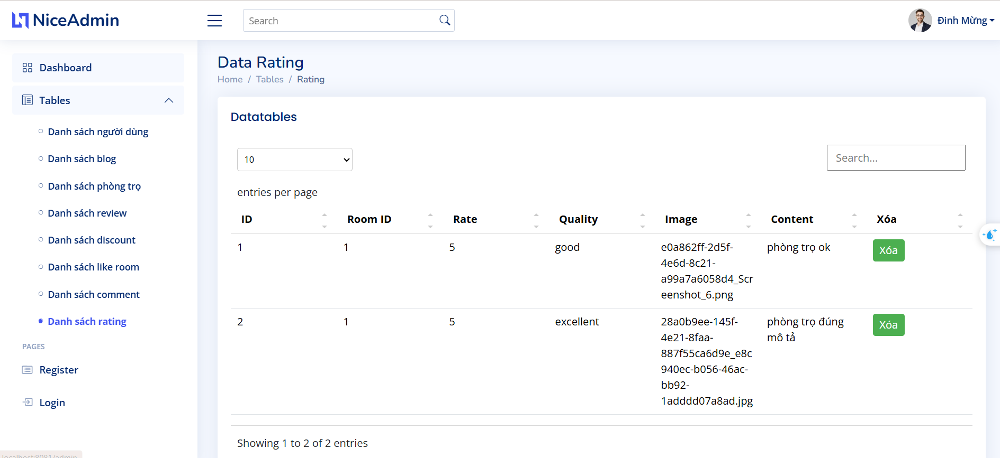 NiceAdmin
Search
Đinh Mừng
Dashboard
Tables
Danh sách người dùng
Danh sách blog
Danh sách phòng trọ
Danh sách review
Danh sách discount
Danh sách like room
Danh sách comment
Danh sách rating
PAGES
Register
Login
Data Rating
Home / Tables / Rating
Datatables
10
Search...
entries per page
ID Room ID Rate Quality Image Content Xóa
1 1 5 good e0a862ff-2d5f-
4e6d-8c21-
a99a7a6058d4_Scr
eenshot_6.png
phòng trọ ok
Xóa
2 1 5 excellent 28a0b9ee-145f-
4e21-8faa-
887f55ca6d9e_e8c
940ec-b056-46ac-
bb92-
1adddd07a8ad.jpg
phòng trọ đúng
mô tả
Xóa
Showing 1 to 2 of 2 entries
localhost:8081/admin